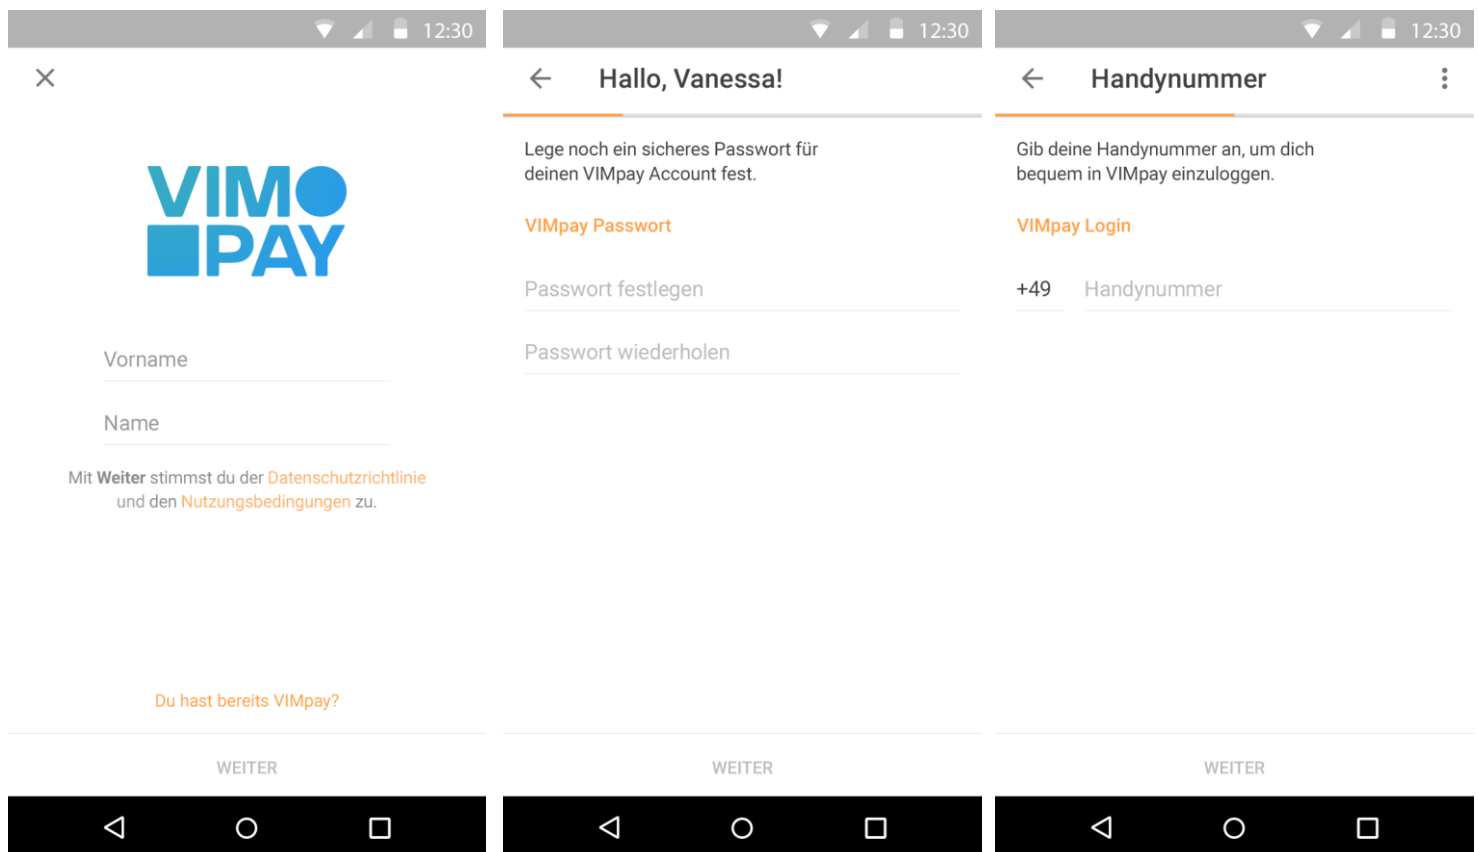 12:30
VIMO
PAY
Vorname
Name
Mit Weiter stimmst du der Datenschutzrichtlinie
und den Nutzungsbedingungen zu.
Du hast bereits VIMpay?
WEITER
12:30
Hallo, Vanessa!
Lege noch ein sicheres Passwort für
deinen VIMpay Account fest.
VIMpay Passwort
Passwort festlegen
Passwort wiederholen
WEITER
12:30
Handynummer
Gib deine Handynummer an, um dich
bequem in VIMpay einzuloggen.
VIMpay Login
+49 Handynummer
WEITER